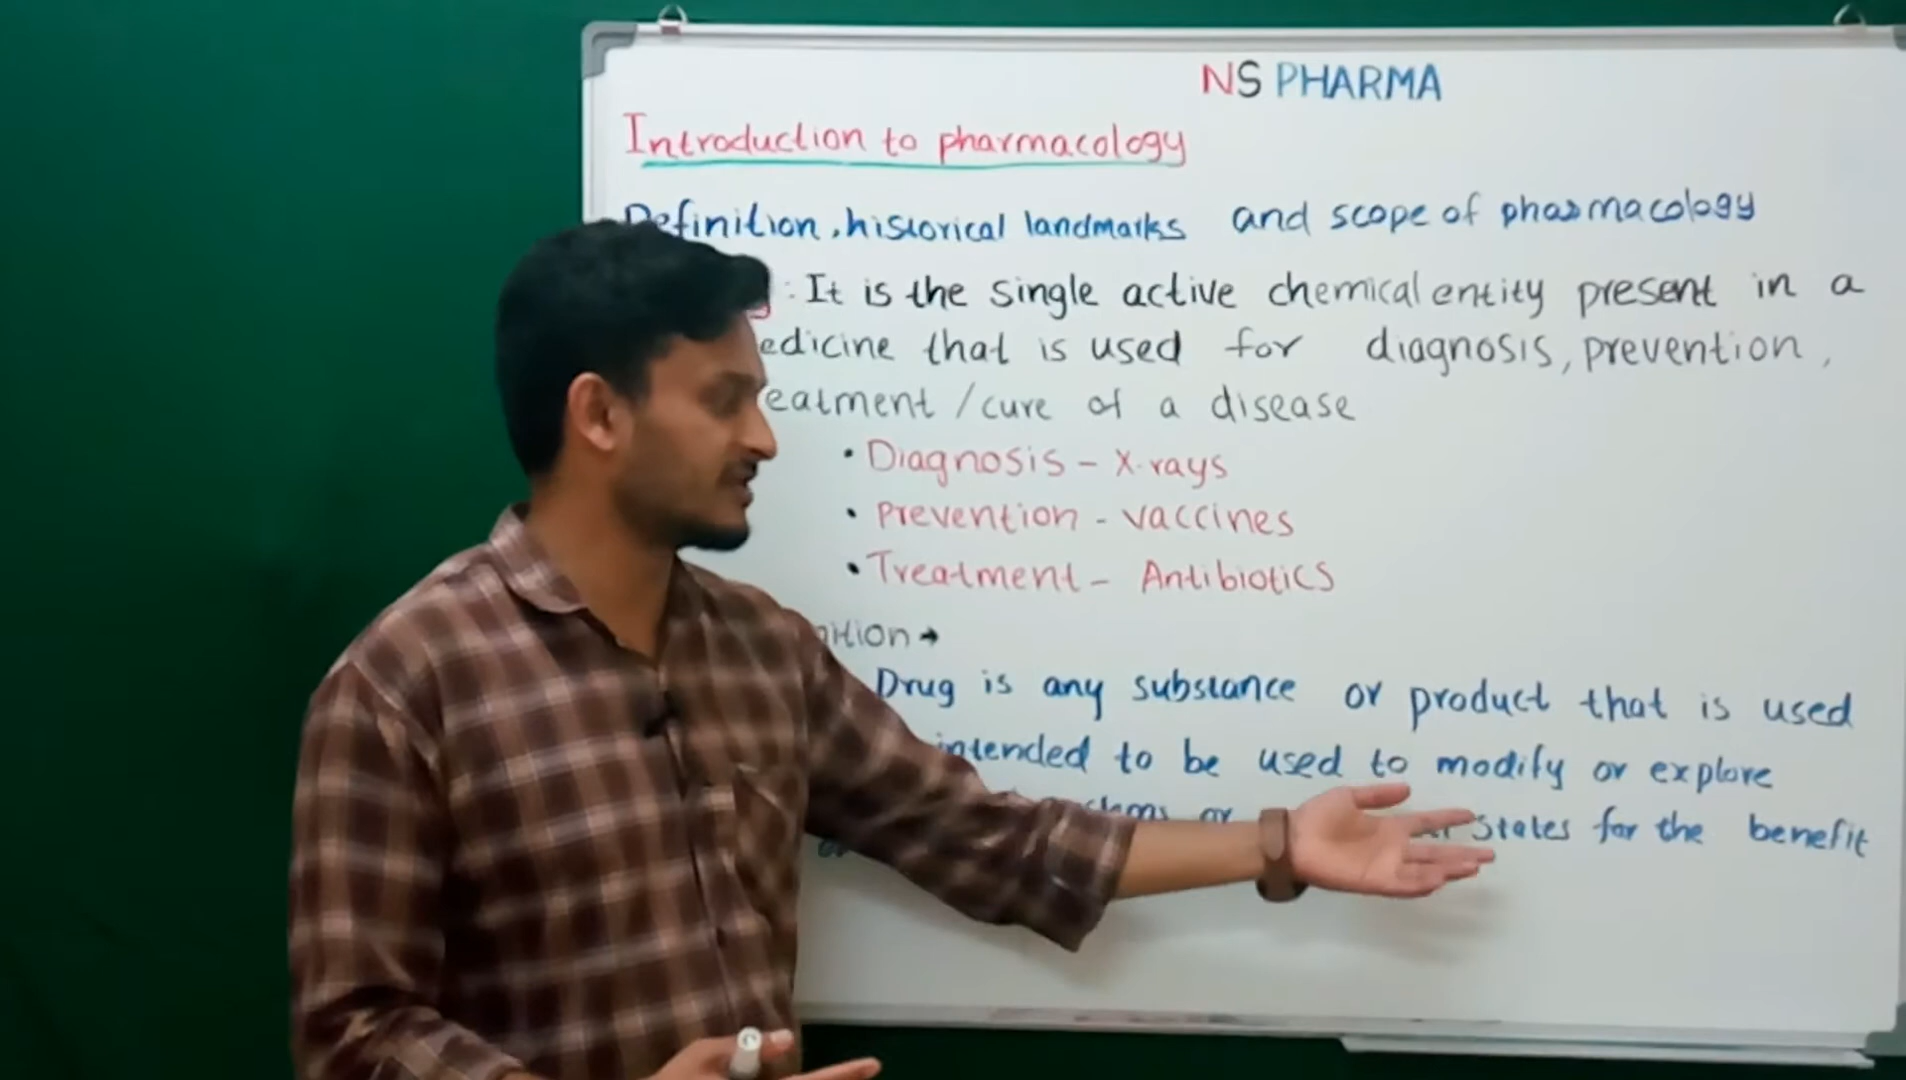 NS PHARMA
Introduction to pharmacology
Definition, historical landmarks and scope of pharmacology
: It is the single active chemical entity present in a
edicine that is used for diagnosis, prevention,
eatment / cure of a disease
• Diagnosis - X-rays
• Prevention - vaccines
• Treatment - Antibiotics
ition →
Drug is any substance or product that is used
intended to be used to modify or explore
or States for the benefit